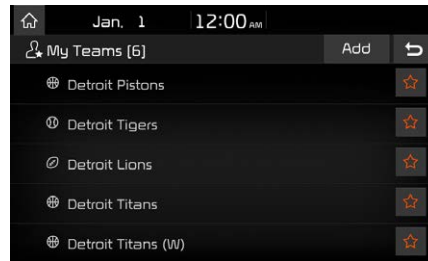 Jan. 1 12:00 AM
My Teams [6] Add
Detroit Pistons
Detroit Tigers
Detroit Lions
Detroit Titans
Detroit Titans (W)